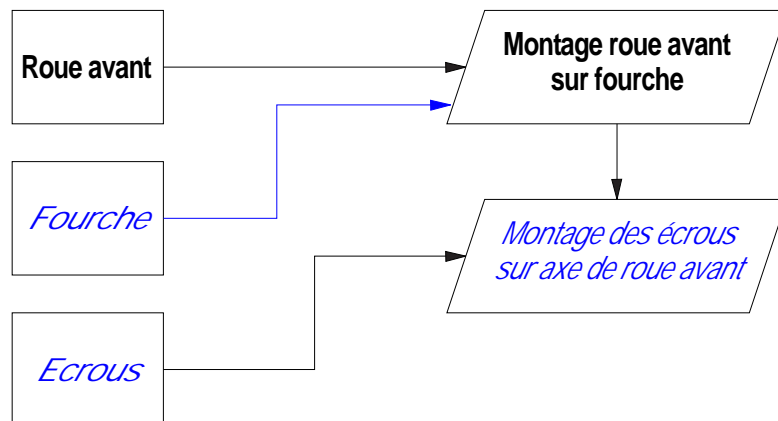 Roue avant
Montage roue avant
sur fourche
Fourche
Montage des écrous
sur axe de roue avant
Ecrous